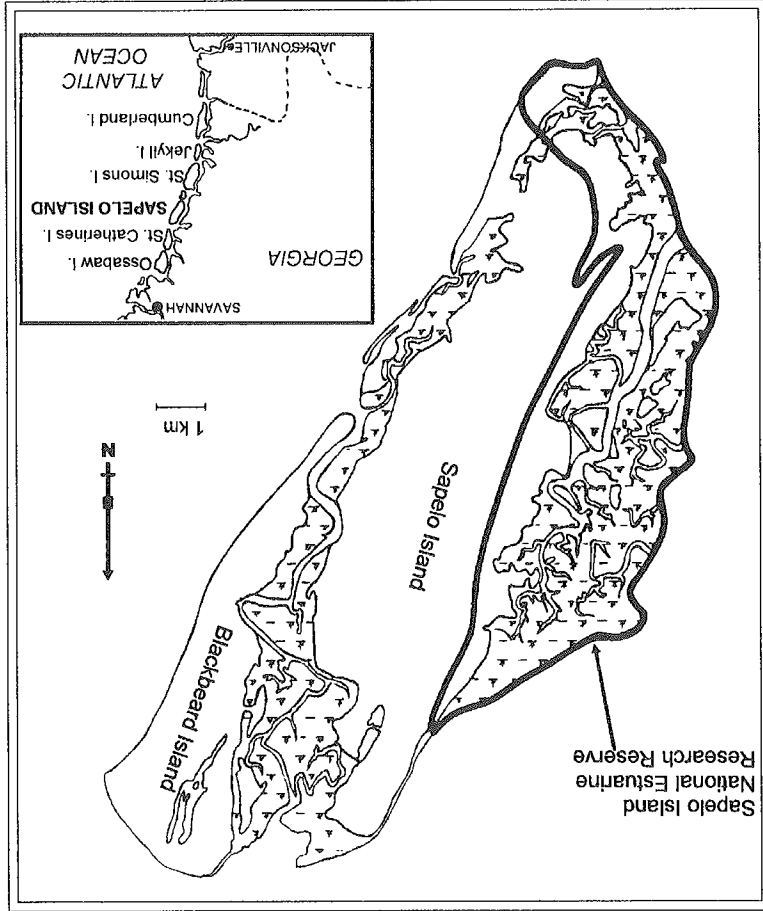 Sapelo Island
National Estuarine
Research Reserve
Blackbeard Island
Sapelo Island
N
1 km
SAVANNAH
GEORGIA
Ossabaw I.
St. Catherines I.
SAPELO ISLAND
St. Simons I.
Jekyll I.
Cumberland I.
ATLANTIC
OCEAN
JACKSONVILLE